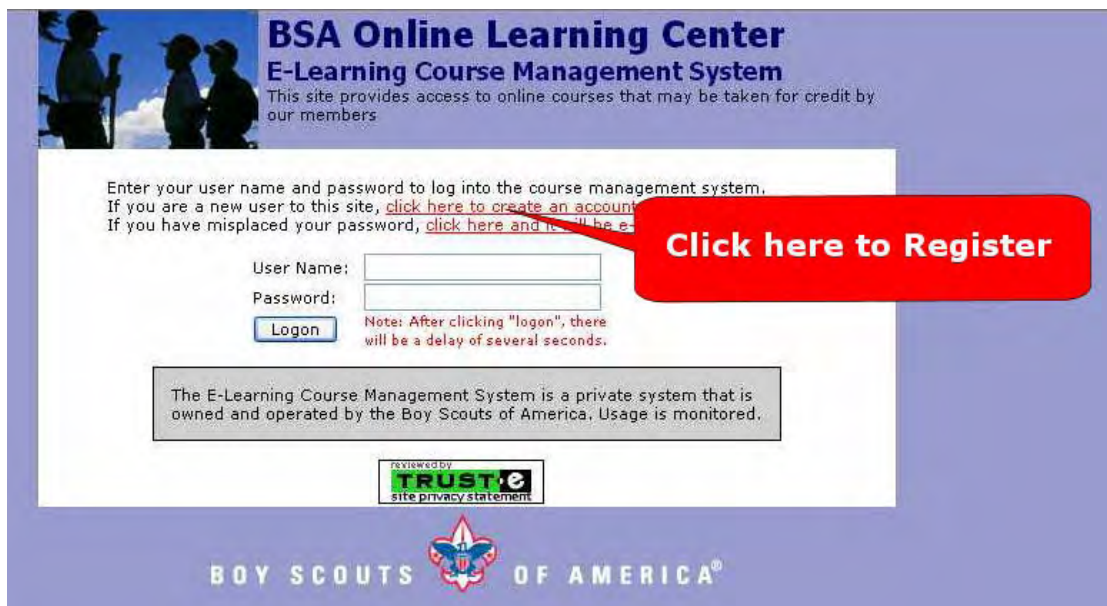 BSA Online Learning Center
E-Learning Course Management System
This site provides access to online courses that may be taken for credit by
our members
Enter your user name and password to log into the course management system.
If you are a new user to this site, click here to create an account
If you have misplaced your password, click here and it will be e-
Click here to Register
User Name:
Password:
Logon
Note: After clicking "logon", there
will be a delay of several seconds.
The E-Learning Course Management System is a private system that is
owned and operated by the Boy Scouts of America. Usage is monitored.
reviewed by
TRUST·e
site privacy statement
BOY SCOUTS OF AMERICA®